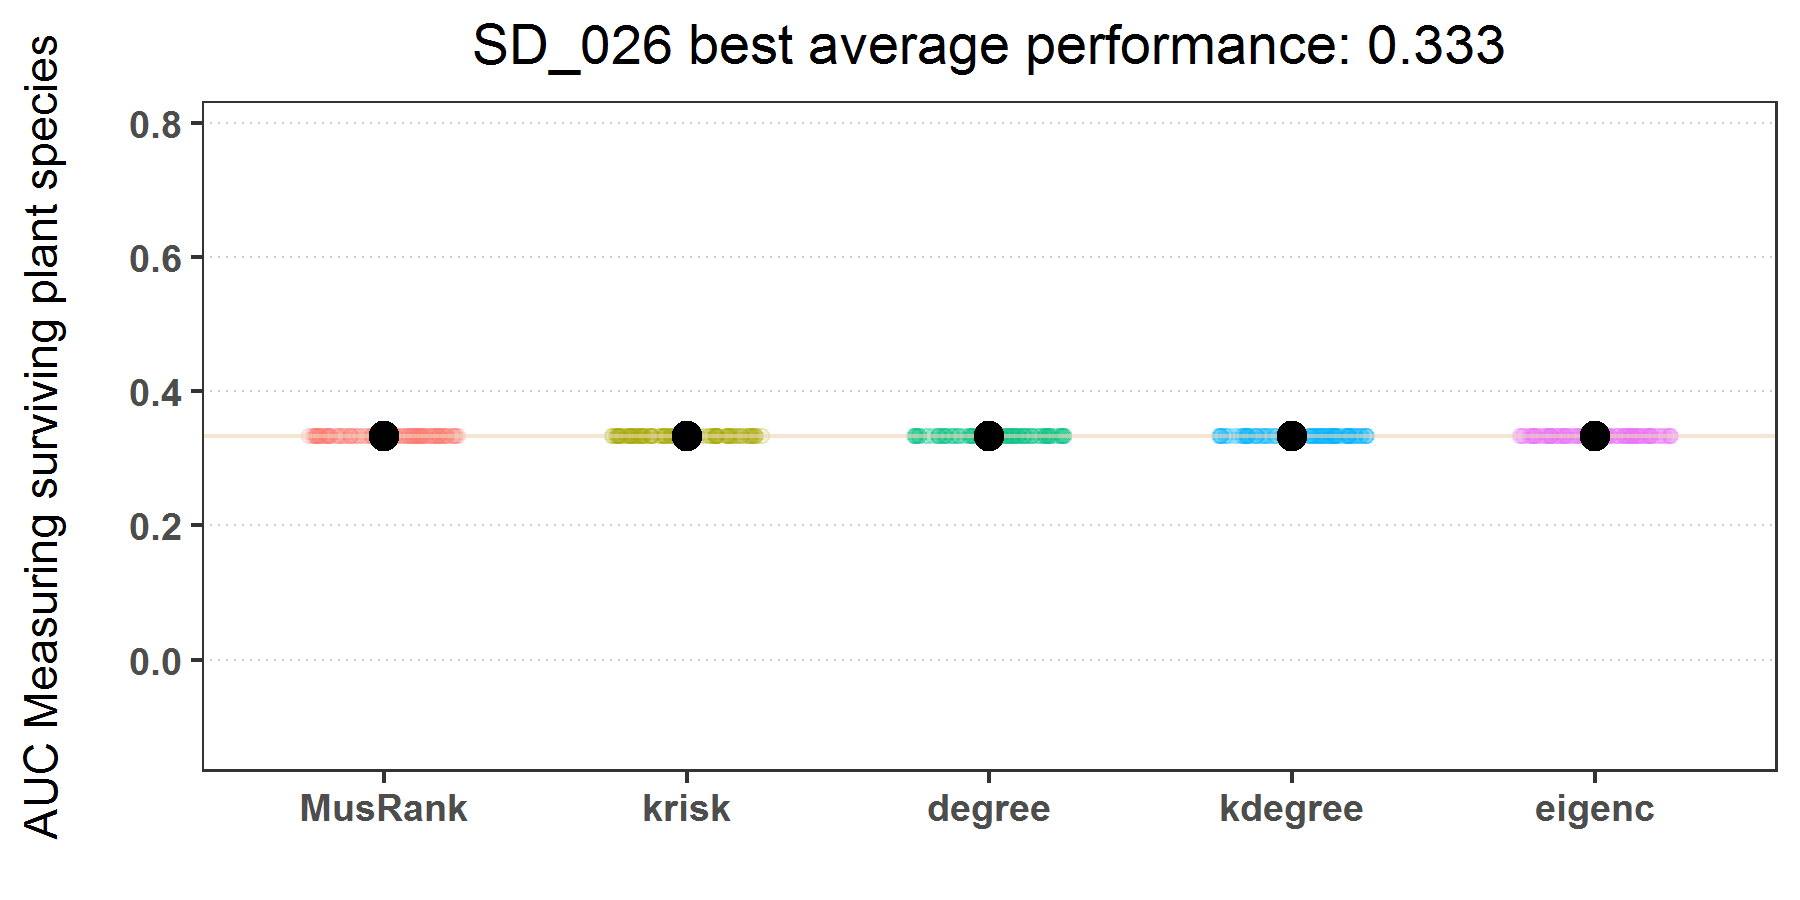 SD_026 best average performance: 0.333
AUC Measuring surviving plant species
0.8
0.6
0.4
0.2
0.0
MusRank krisk degree kdegree eigenc